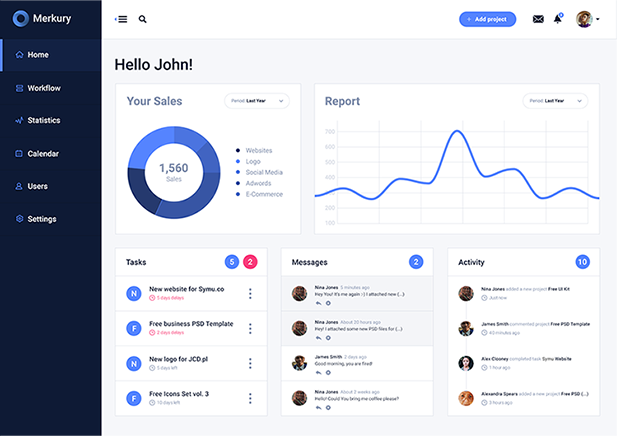 Merkury
Home
Workflow
Statistics
Calendar
Users
Settings
+ Add project
Hello John!
Your Sales
Period: Last Year
1,560
Sales
Websites
Logo
Social Media
Adwords
E-Commerce
Report
Period: Last Year
700
600
500
400
300
200
100
Tasks
5
2
N
New website for Symu.co
5 days delays
F
Free business PSD Template
2 days delays
N
New logo for JCD.pl
5 days left
F
Free Icons Set vol. 3
10 days left
Messages
2
Nina Jones 5 minutes ago
Hey You! It's me again :-) I attached new (...)
Nina Jones About 20 hours ago
Hey! I attached some new PSD files for (...)
James Smith 2 days ago
Good morning, you are fired!
Nina Jones About 2 weeks ago
Hello! Could You bring me coffee please?
Activity
10
Nina Jones added a new project Free UI Kit
Just now
James Smith commented project Free PSD Template
40 minutes ago
Alex Clooney completed task Symu Website
1 hour ago
Alexandra Spears added a new project Free PSD (...)
3 hours ago